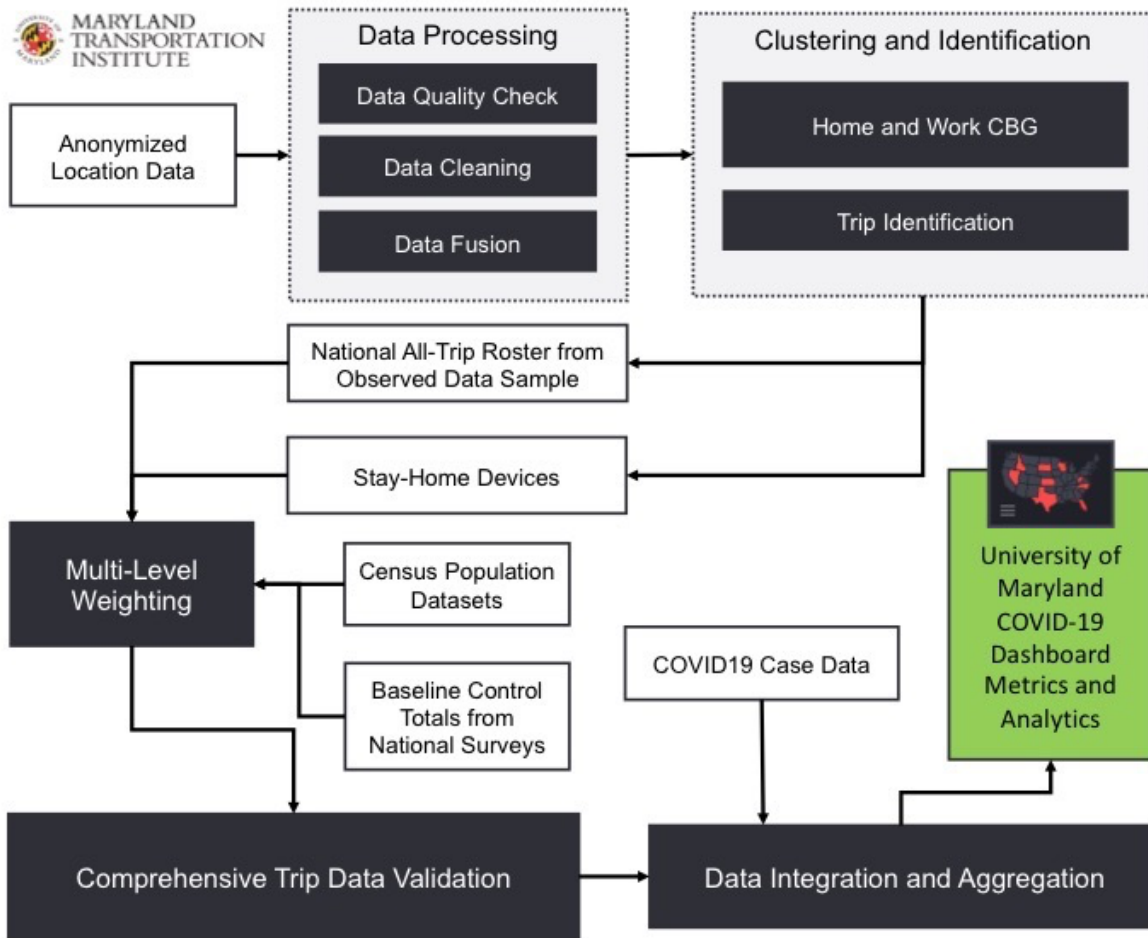 MARYLAND
TRANSPORTATION
INSTITUTE
Data Processing
Clustering and Identification
Data Quality Check
Data Cleaning
Data Fusion
Home and Work CBG
Trip Identification
Anonymized
Location Data
National All-Trip Roster from
Observed Data Sample
Stay-Home Devices
Multi-Level
Weighting
Census Population
Datasets
Baseline Control
Totals from
National Surveys
COVID19 Case Data
University of
Maryland
COVID-19
Dashboard
Metrics and
Analytics
Comprehensive Trip Data Validation
Data Integration and Aggregation